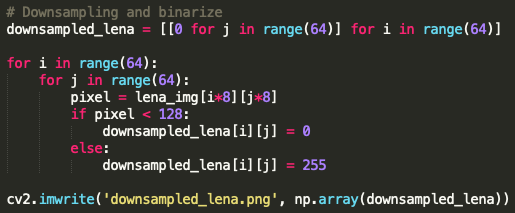 # Downsampling and binarize
downsampled_lena = [[0 for j in range(64)] for i in range(64)]

for i in range(64):
    for j in range(64):
        pixel = lena_img[i*8][j*8]
        if pixel < 128:
            downsampled_lena[i][j] = 0
        else:
            downsampled_lena[i][j] = 255

cv2.imwrite('downsampled_lena.png', np.array(downsampled_lena))